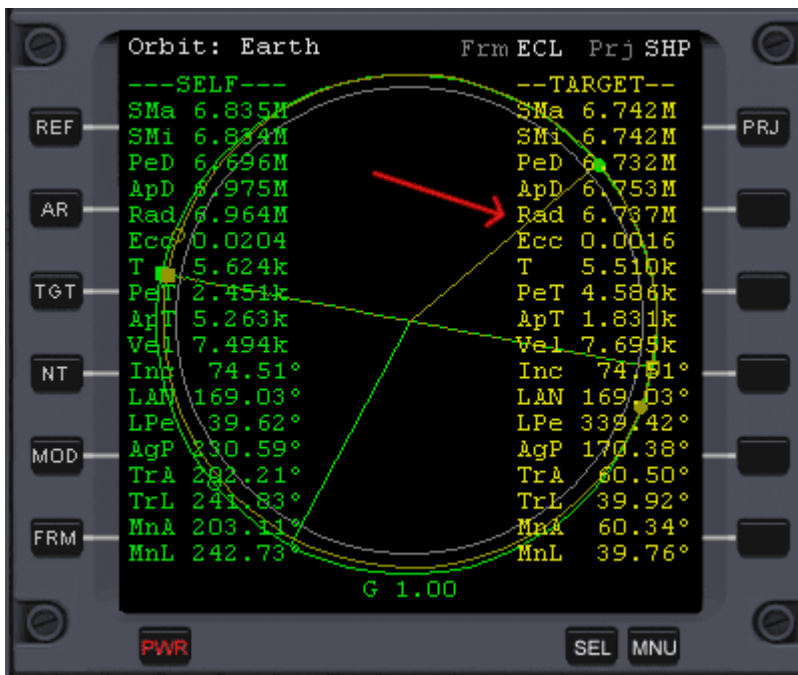 Orbit: Earth Frm ECL Prj SHP
---SELF--- --TARGET--
SMa 6.835M SMa 6.742M
SMi 6.834M SMi 6.742M
REF PeD 6.696M PeD 6.732M PRJ
ApD 6.975M ApD 6.753M
AR Rad 6.964M Rad 6.737M
Ecc 0.0204 Ecc 0.0016
T 5.624k T 5.510k
TGT PeT 2.451k PeT 4.586k
ApT 5.263k ApT 1.831k
Vel 7.494k Vel 7.695k
NT Inc 74.51° Inc 74.51°
LAN 169.03° LAN 169.03°
LPe 39.62° LPe 339.42°
MOD AgP 230.59° AgP 170.38°
TrA 202.21° TrA 60.50°
TrL 241.83° TrL 39.92°
FRM MnA 203.11° MnA 60.34°
MnL 242.73° MnL 39.76°
G 1.00
PWR SEL MNU